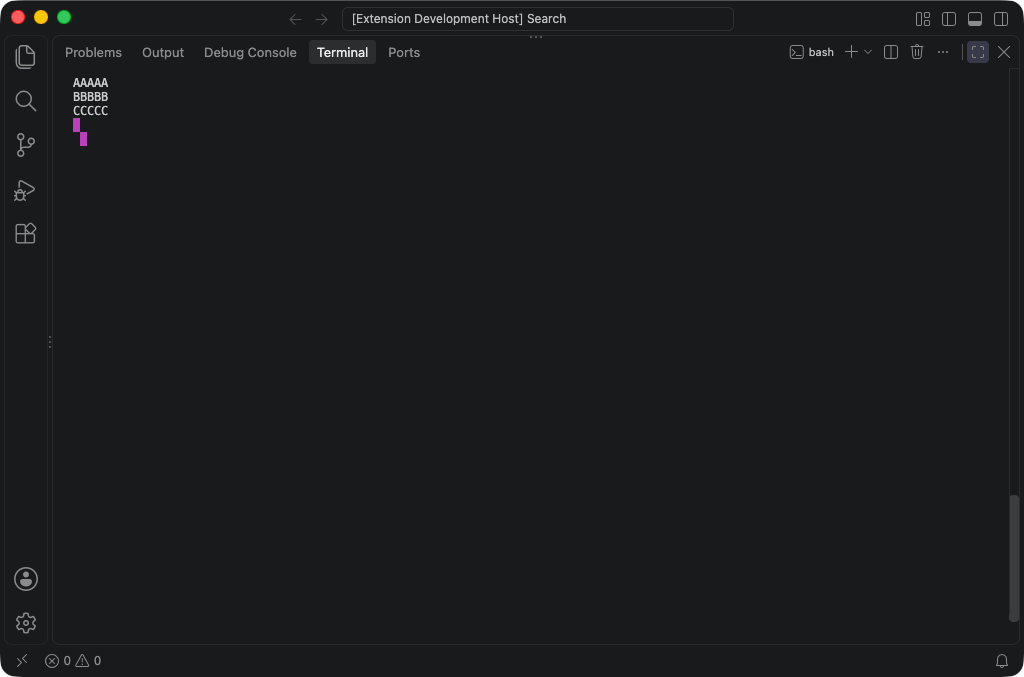 [Extension Development Host] Search
Problems Output Debug Console Terminal Ports
bash
AAAAA
BBBBB
CCCCC
0 0